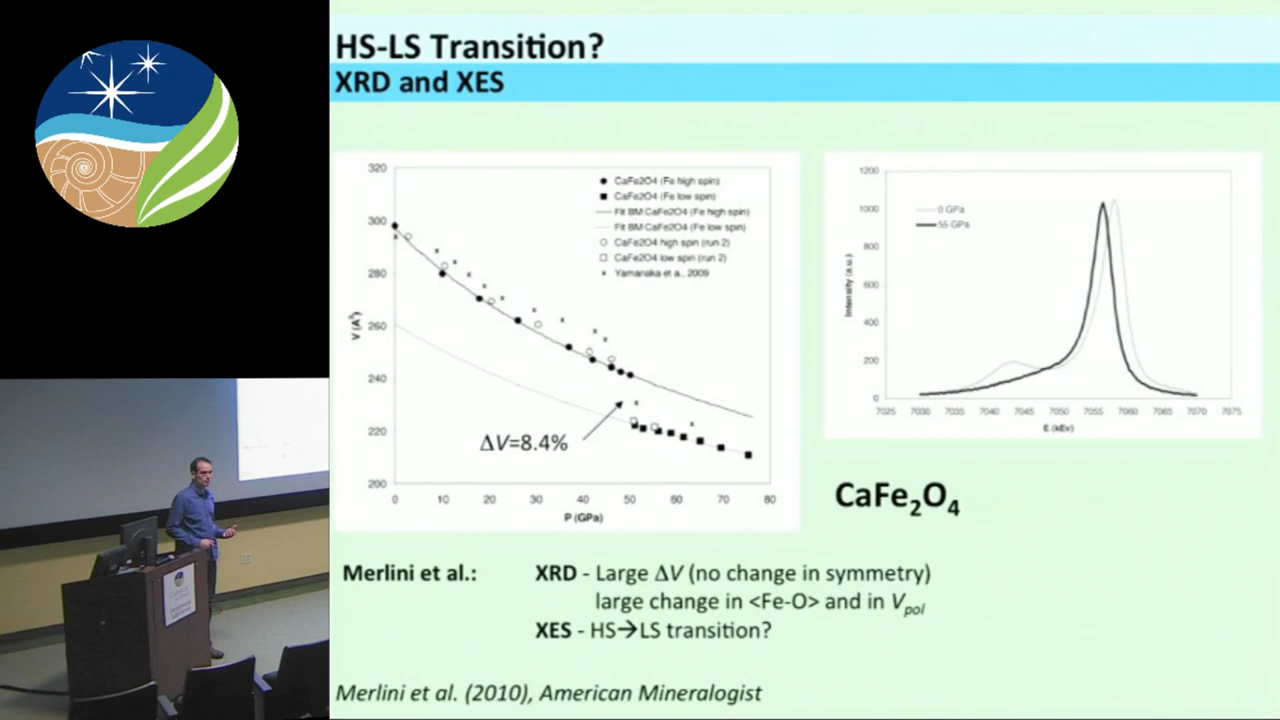 HS-LS Transition?
XRD and XES
320
300
280
260
240
220
200
V (Å³)
0 10 20 30 40 50 60 70 80
P (GPa)
CaFe2O4 (Fe high spin)
CaFe2O4 (Fe low spin)
Fit BM CaFe2O4 (Fe high spin)
Fit BM CaFe2O4 (Fe low spin)
CaFe2O4 high spin (run 2)
CaFe2O4 low spin (run 2)
Yamanaka et a., 2009
ΔV=8.4%
1200
1000
800
600
400
200
0
Intensity (a.u.)
0 GPa
55 GPa
7025 7030 7035 7040 7045 7050 7055 7060 7065 7070 7075
E (kEv)
CaFe₂O₄
Merlini et al.: XRD - Large ΔV (no change in symmetry)
large change in <Fe-O> and in Vpol
XES - HS→LS transition?
Merlini et al. (2010), American Mineralogist